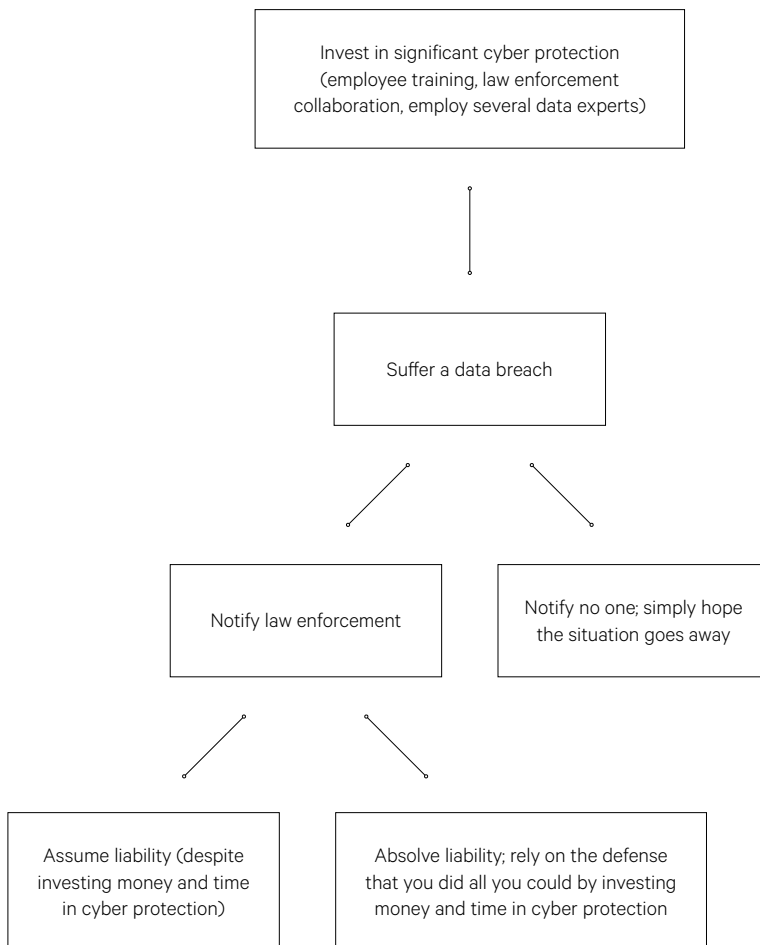 Invest in significant cyber protection
(employee training, law enforcement
collaboration, employ several data experts)
Suffer a data breach
Notify law enforcement
Notify no one; simply hope
the situation goes away
Assume liability (despite
investing money and time
in cyber protection)
Absolve liability; rely on the defense
that you did all you could by investing
money and time in cyber protection